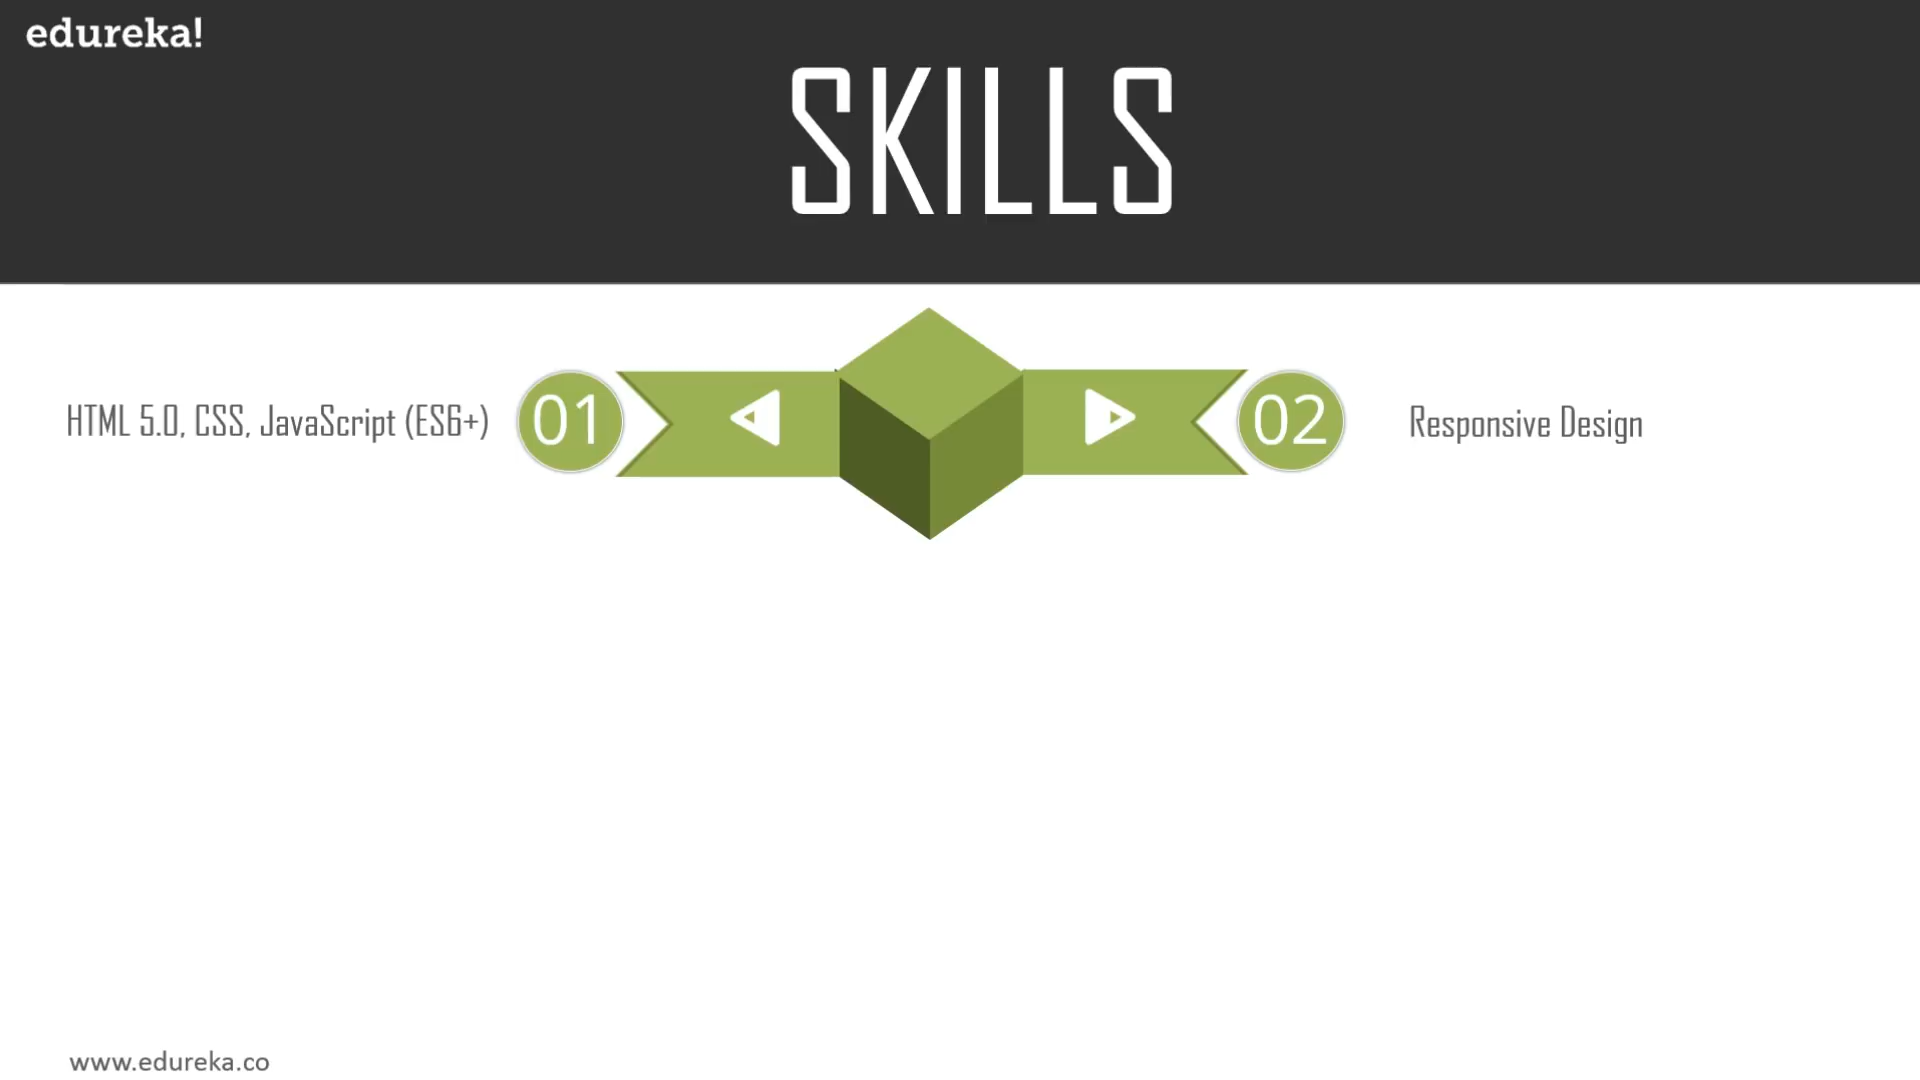 edureka!
SKILLS
HTML 5.0, CSS, JavaScript (ES6+)
01
02
Responsive Design
www.edureka.co